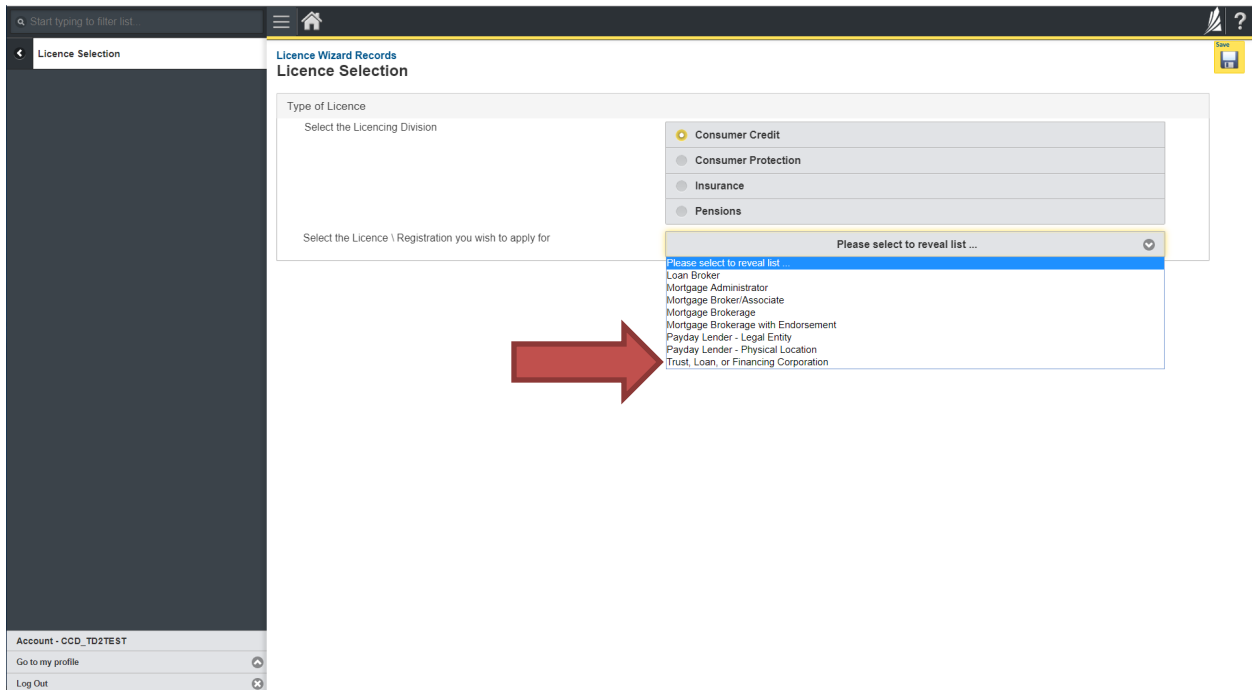 Start typing to filter list...
?
Licence Selection
Save
Licence Wizard Records
Licence Selection
Type of Licence
Select the Licencing Division
Consumer Credit
Consumer Protection
Insurance
Pensions
Select the Licence \ Registration you wish to apply for
Please select to reveal list ...
Please select to reveal list ...
Loan Broker
Mortgage Administrator
Mortgage Broker/Associate
Mortgage Brokerage
Mortgage Brokerage with Endorsement
Payday Lender - Legal Entity
Payday Lender - Physical Location
Trust, Loan, or Financing Corporation
Account - CCD_TD2TEST
Go to my profile
Log Out